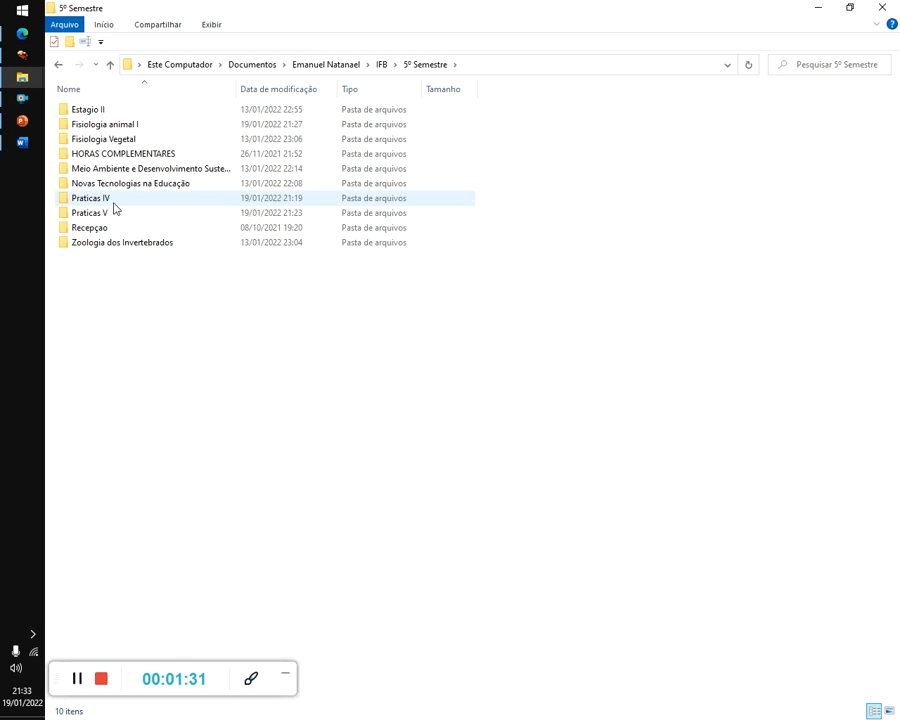 5º Semestre
Arquivo Início Compartilhar Exibir
Este Computador Documentos Emanuel Natanael IFB 5º Semestre Pesquisar 5º Semestre
Nome Data de modificação Tipo Tamanho
Estagio II 13/01/2022 22:55 Pasta de arquivos
Fisiologia animal I 19/01/2022 21:27 Pasta de arquivos
Fisiologia Vegetal 13/01/2022 23:06 Pasta de arquivos
HORAS COMPLEMENTARES 26/11/2021 21:52 Pasta de arquivos
Meio Ambiente e Desenvolvimento Suste... 13/01/2022 22:14 Pasta de arquivos
Novas Tecnologias na Educação 13/01/2022 22:08 Pasta de arquivos
Praticas IV 19/01/2022 21:19 Pasta de arquivos
Praticas V 19/01/2022 21:23 Pasta de arquivos
Recepçao 08/10/2021 19:20 Pasta de arquivos
Zoologia dos Invertebrados 13/01/2022 23:04 Pasta de arquivos
00:01:31
21:33
19/01/2022
10 itens